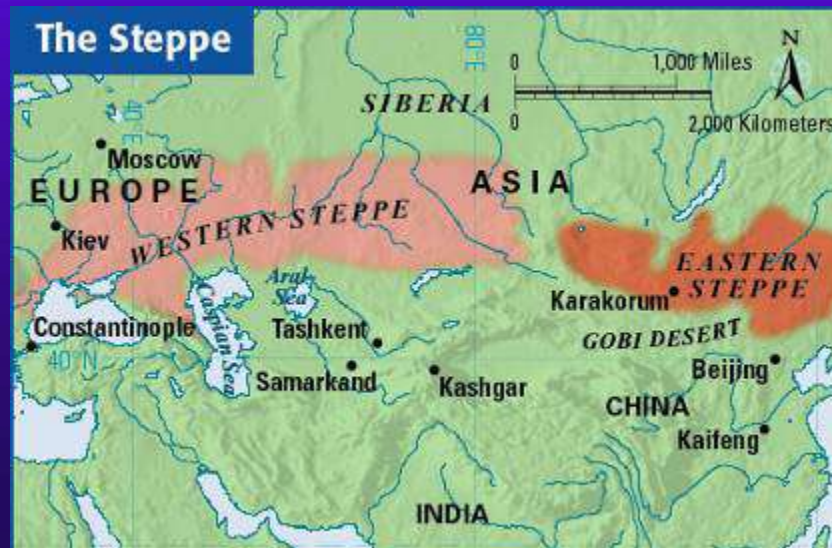 The Steppe
40°E
80°E
N
0 1,000 Miles
0 2,000 Kilometers
SIBERIA
Moscow
EUROPE
ASIA
Kiev
WESTERN STEPPE
EASTERN
STEPPE
Aral
Sea
Caspian Sea
Karakorum
Constantinople
Tashkent
GOBI DESERT
40°N
Samarkand
Kashgar
Beijing
CHINA
Kaifeng
INDIA